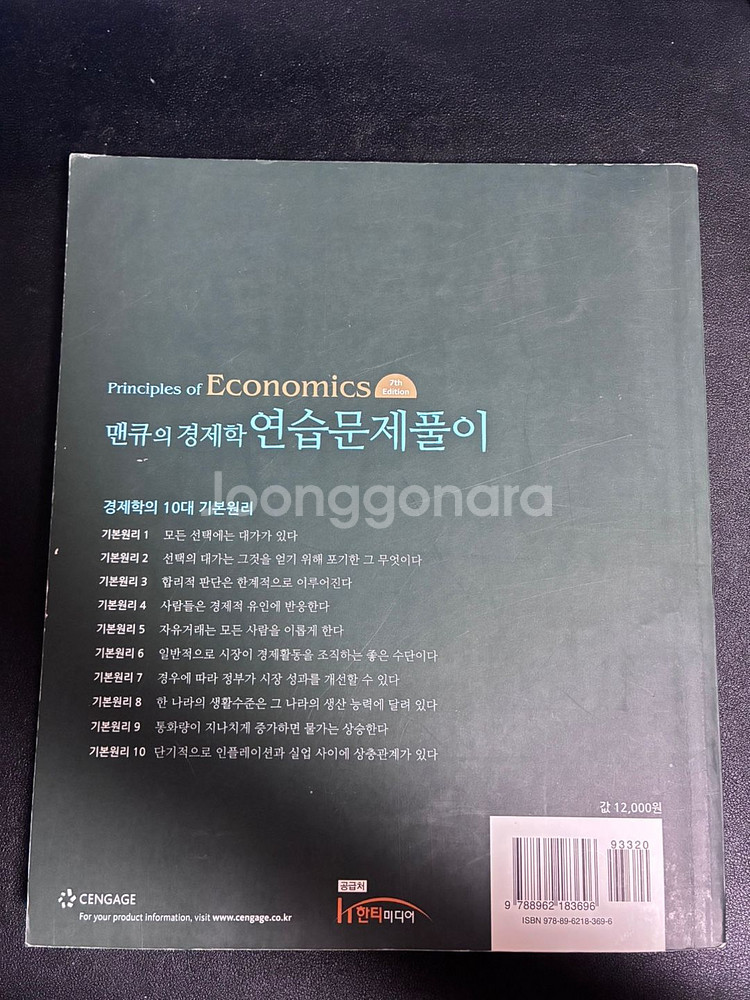 Principles of Economics 7th Edition
맨큐의 경제학 연습문제풀이
joonggonara
경제학의 10대 기본원리
기본원리 1 모든 선택에는 대가가 있다
기본원리 2 선택의 대가는 그것을 얻기 위해 포기한 그 무엇이다
기본원리 3 합리적 판단은 한계적으로 이루어진다
기본원리 4 사람들은 경제적 유인에 반응한다
기본원리 5 자유거래는 모든 사람을 이롭게 한다
기본원리 6 일반적으로 시장이 경제활동을 조직하는 좋은 수단이다
기본원리 7 경우에 따라 정부가 시장 성과를 개선할 수 있다
기본원리 8 한 나라의 생활수준은 그 나라의 생산 능력에 달려 있다
기본원리 9 통화량이 지나치게 증가하면 물가는 상승한다
기본원리 10 단기적으로 인플레이션과 실업 사이에 상충관계가 있다
값 12,000원
93320
9 788962 183696
ISBN 978-89-6218-369-6
공급처
한티미디어
CENGAGE
For your product information, visit www.cengage.co.kr